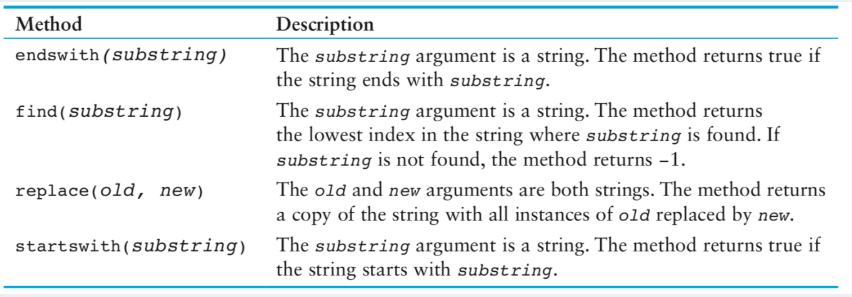 Method Description
endswith(substring) The substring argument is a string. The method returns true if
the string ends with substring.
find(substring) The substring argument is a string. The method returns
the lowest index in the string where substring is found. If
substring is not found, the method returns −1.
replace(old, new) The old and new arguments are both strings. The method returns
a copy of the string with all instances of old replaced by new.
startswith(substring) The substring argument is a string. The method returns true if
the string starts with substring.